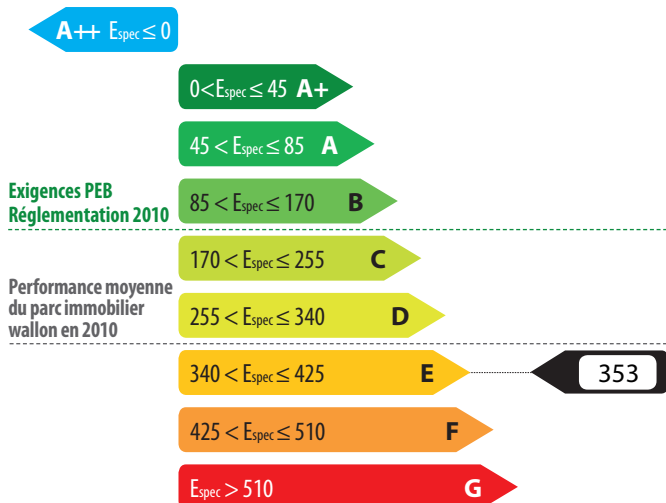 A++ Espec ≤ 0
0<Espec ≤ 45 A+
45 < Espec ≤ 85 A
Exigences PEB
Réglementation 2010
85 < Espec ≤ 170 B
170 < Espec ≤ 255 C
Performance moyenne
du parc immobilier
wallon en 2010
255 < Espec ≤ 340 D
340 < Espec ≤ 425 E
353
425 < Espec ≤ 510 F
Espec > 510 G